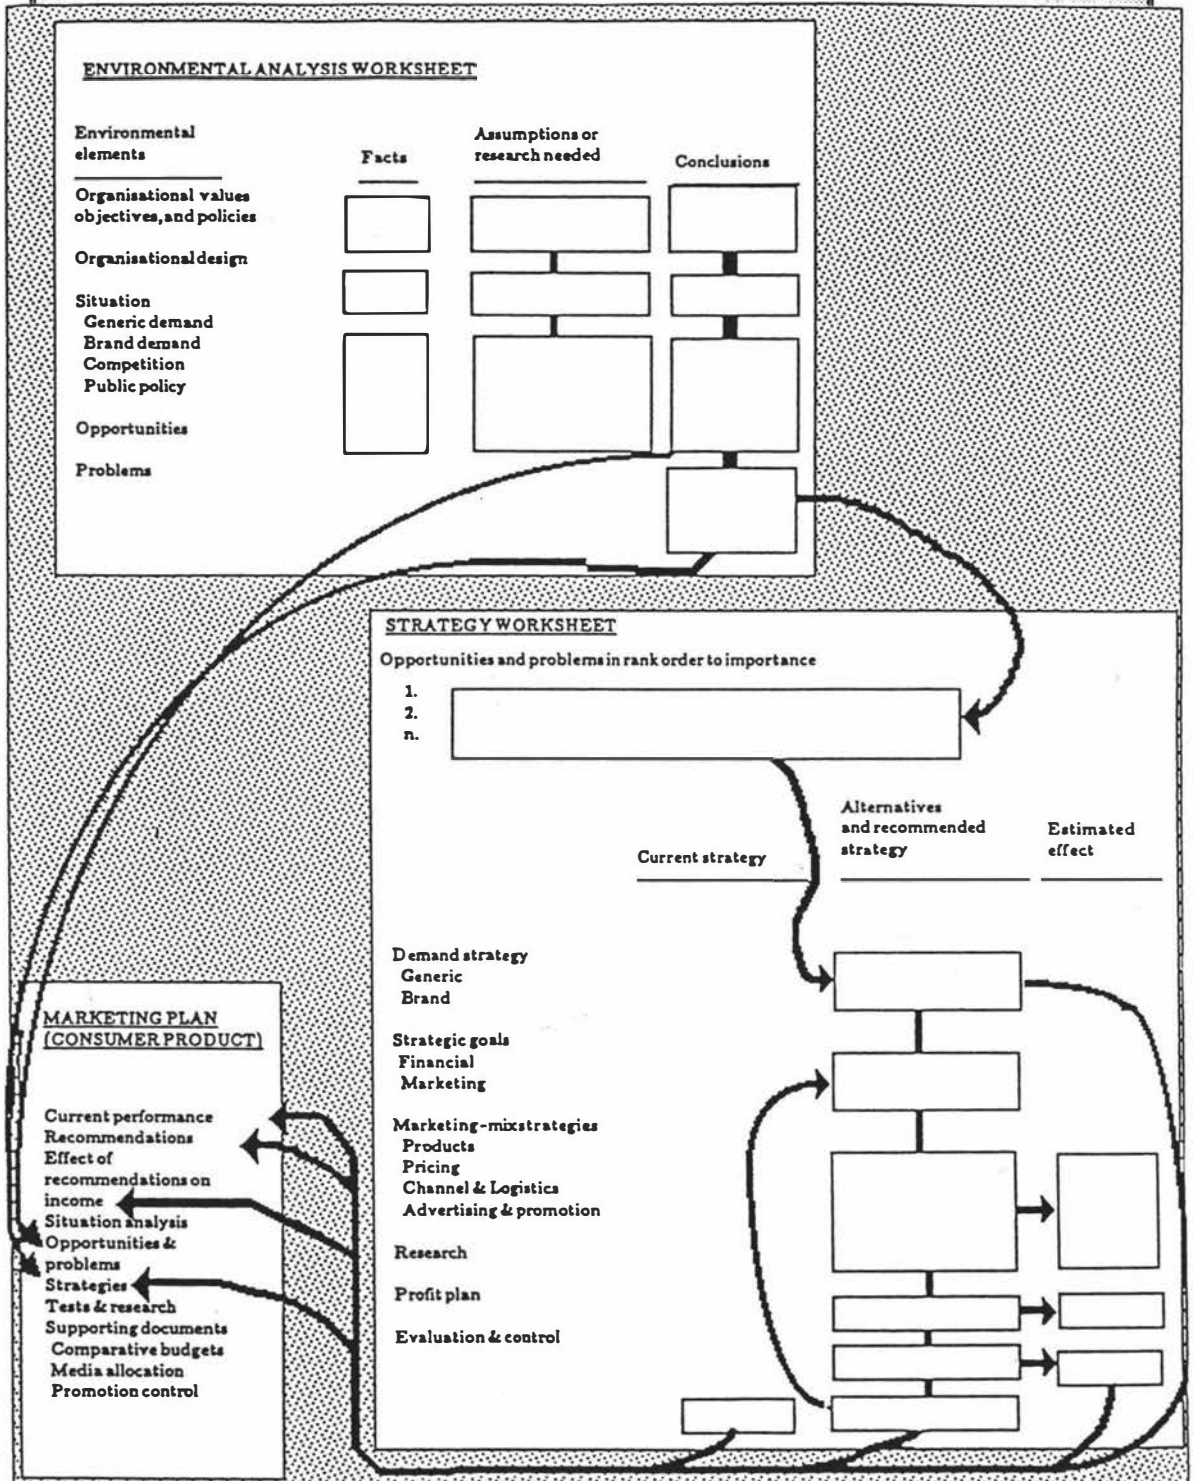 ENVIRONMENTAL ANALYSIS WORKSHEET
Environmental
elements
Facts
Assumptions or
research needed
Conclusions
Organisational values
objectives, and policies
Organisational design
Situation
Generic demand
Brand demand
Competition
Public policy
Opportunities
Problems
STRATEGY WORKSHEET
Opportunities and problems in rank order to importance
1.
2.
n.
Current strategy
Alternatives
and recommended
strategy
Estimated
effect
Demand strategy
Generic
Brand
Strategic goals
Financial
Marketing
Marketing-mix strategies
Products
Pricing
Channel & Logistics
Advertising & promotion
Research
Profit plan
Evaluation & control
MARKETING PLAN
(CONSUMER PRODUCT)
Current performance
Recommendations
Effect of
recommendations on
income
Situation analysis
Opportunities &
problems
Strategies
Tests & research
Supporting documents
Comparative budgets
Media allocation
Promotion control